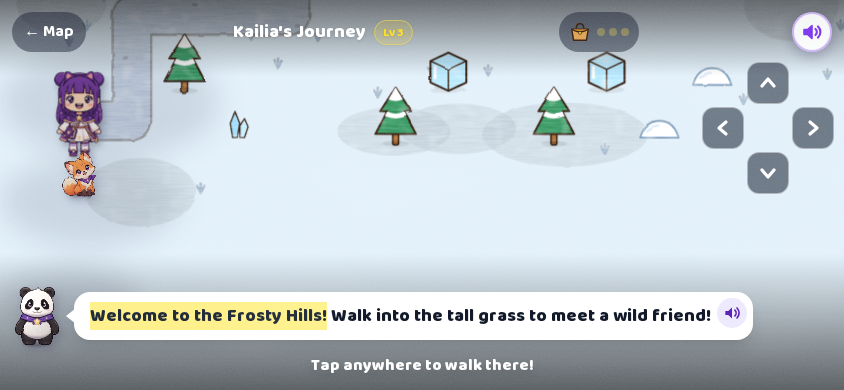 ← Map
Kailia's Journey
Lv 3
Welcome to the Frosty Hills! Walk into the tall grass to meet a wild friend!
Tap anywhere to walk there!